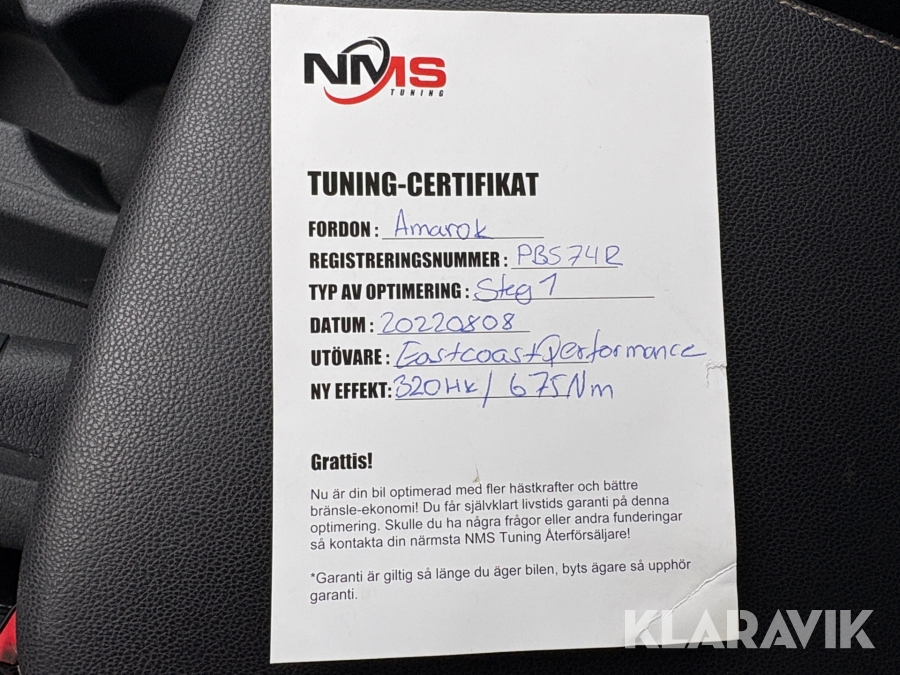 NMS
TUNING
TUNING-CERTIFIKAT
FORDON: Amarok
REGISTRERINGSNUMMER: PBS74R
TYP AV OPTIMERING: Steg 1
DATUM: 20220808
UTÖVARE: EastcoastPerformance
NY EFFEKT: 320HK/ 675Nm
Grattis!
Nu är din bil optimerad med fler hästkrafter och bättre
bränsle-ekonomi! Du får självklart livstids garanti på denna
optimering. Skulle du ha några frågor eller andra funderingar
så kontakta din närmsta NMS Tuning Återförsäljare!
*Garanti är giltig så länge du äger bilen, byts ägare så upphör
garanti.
KLARAVIK